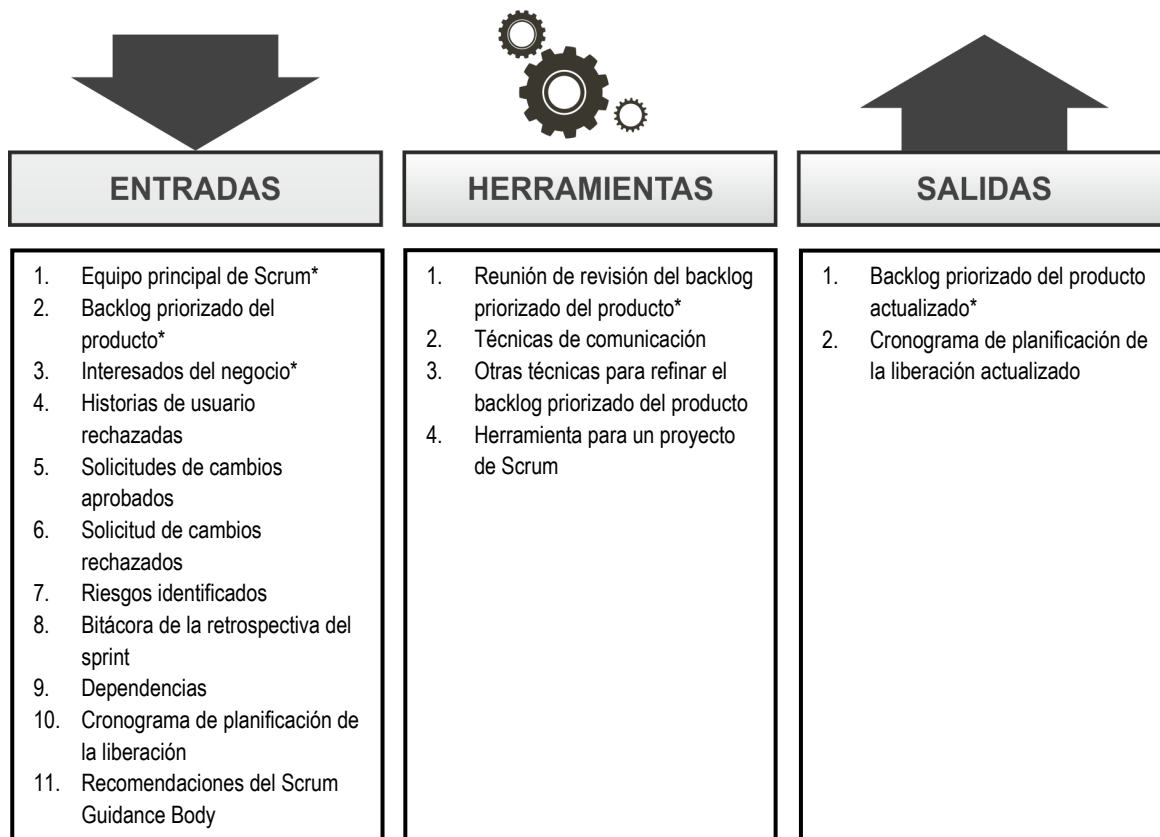 ENTRADAS
1. Equipo principal de Scrum*
2. Backlog priorizado del
producto*
3. Interesados del negocio*
4. Historias de usuario
rechazadas
5. Solicitudes de cambios
aprobados
6. Solicitud de cambios
rechazados
7. Riesgos identificados
8. Bitácora de la retrospectiva del
sprint
9. Dependencias
10. Cronograma de planificación de
la liberación
11. Recomendaciones del Scrum
Guidance Body
HERRAMIENTAS
1. Reunión de revisión del backlog
priorizado del producto*
2. Técnicas de comunicación
3. Otras técnicas para refinar el
backlog priorizado del producto
4. Herramienta para un proyecto
de Scrum
SALIDAS
1. Backlog priorizado del producto
actualizado*
2. Cronograma de planificación de
la liberación actualizado